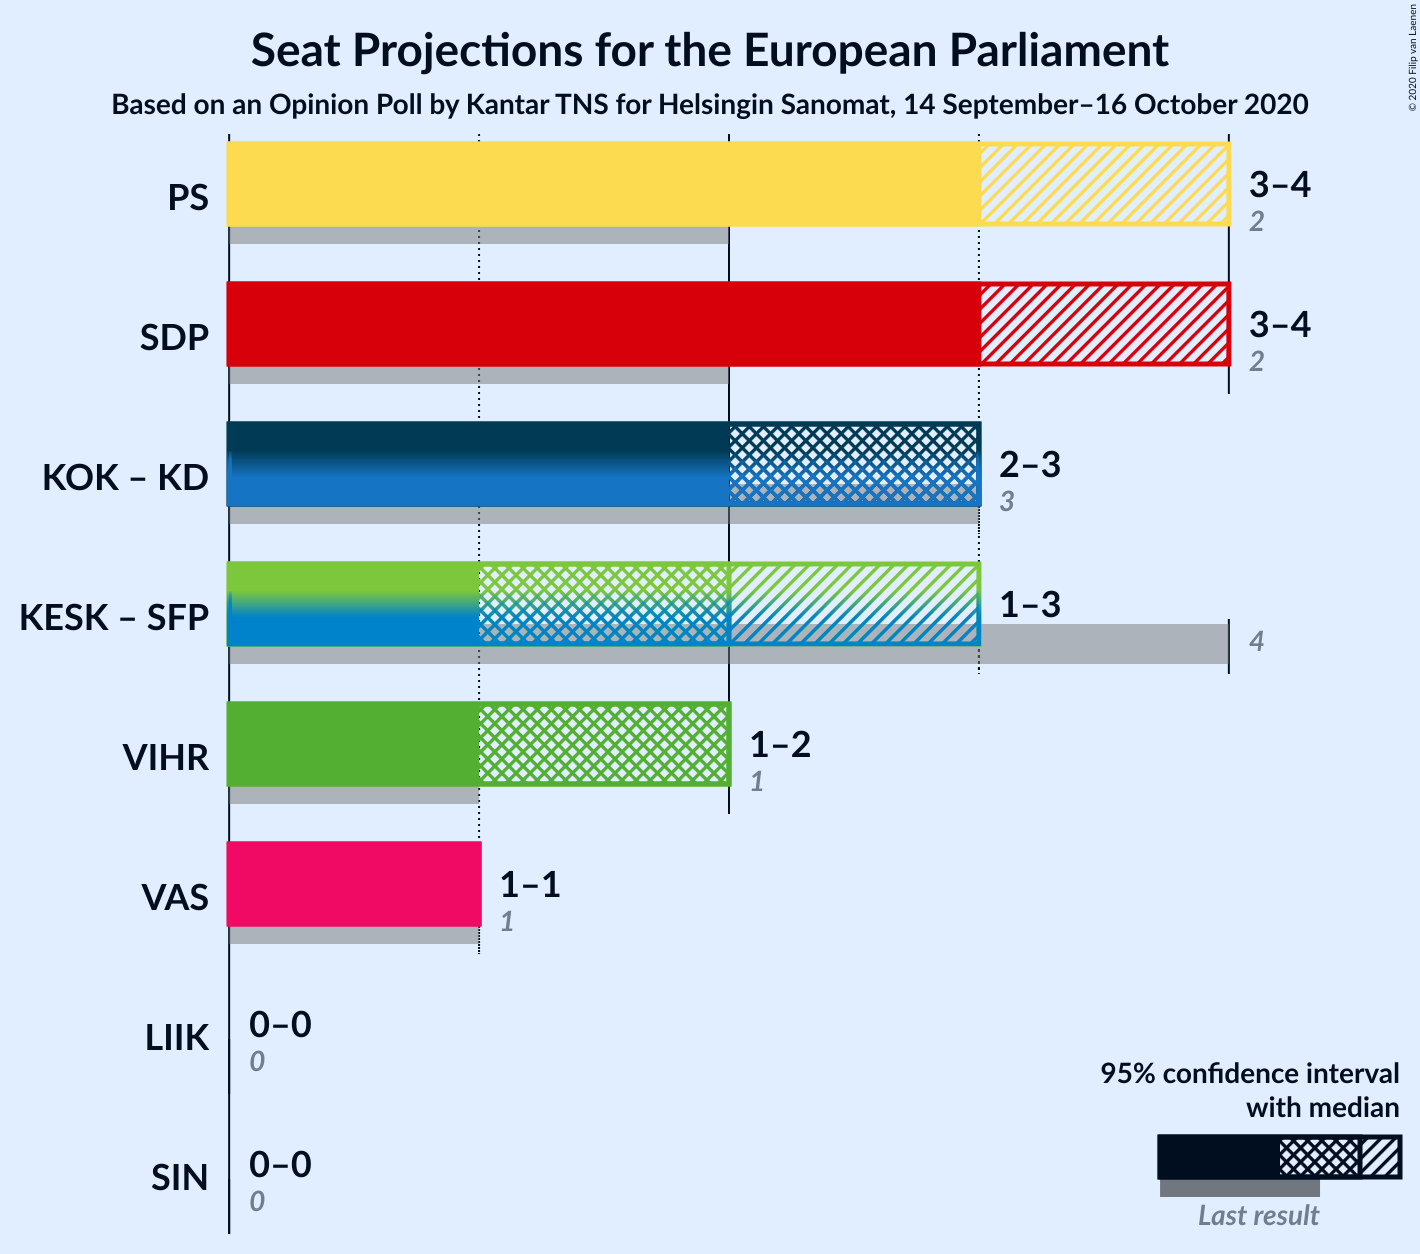 Seat Projections for the European Parliament
Based on an Opinion Poll by Kantar TNS for Helsingin Sanomat, 14 September–16 October 2020
© 2020 Filip van Laenen
PS
3–4
2
SDP
3–4
2
KOK – KD
2–3
3
KESK – SFP
1–3
4
VIHR
1–2
1
VAS
1–1
1
LIIK
0–0
0
SIN
0–0
0
95% confidence interval
with median
Last result